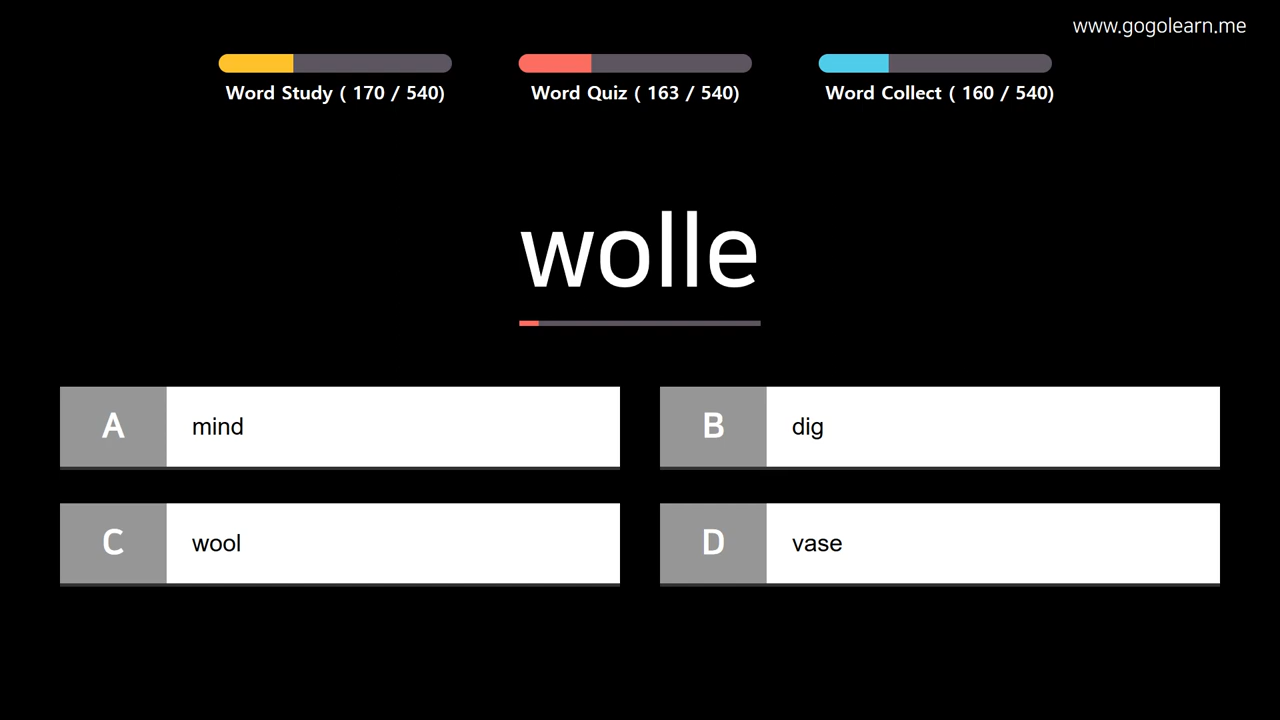 www.gogolearn.me
Word Study ( 170 / 540)
Word Quiz ( 163 / 540)
Word Collect ( 160 / 540)
wolle
A mind
B dig
C wool
D vase